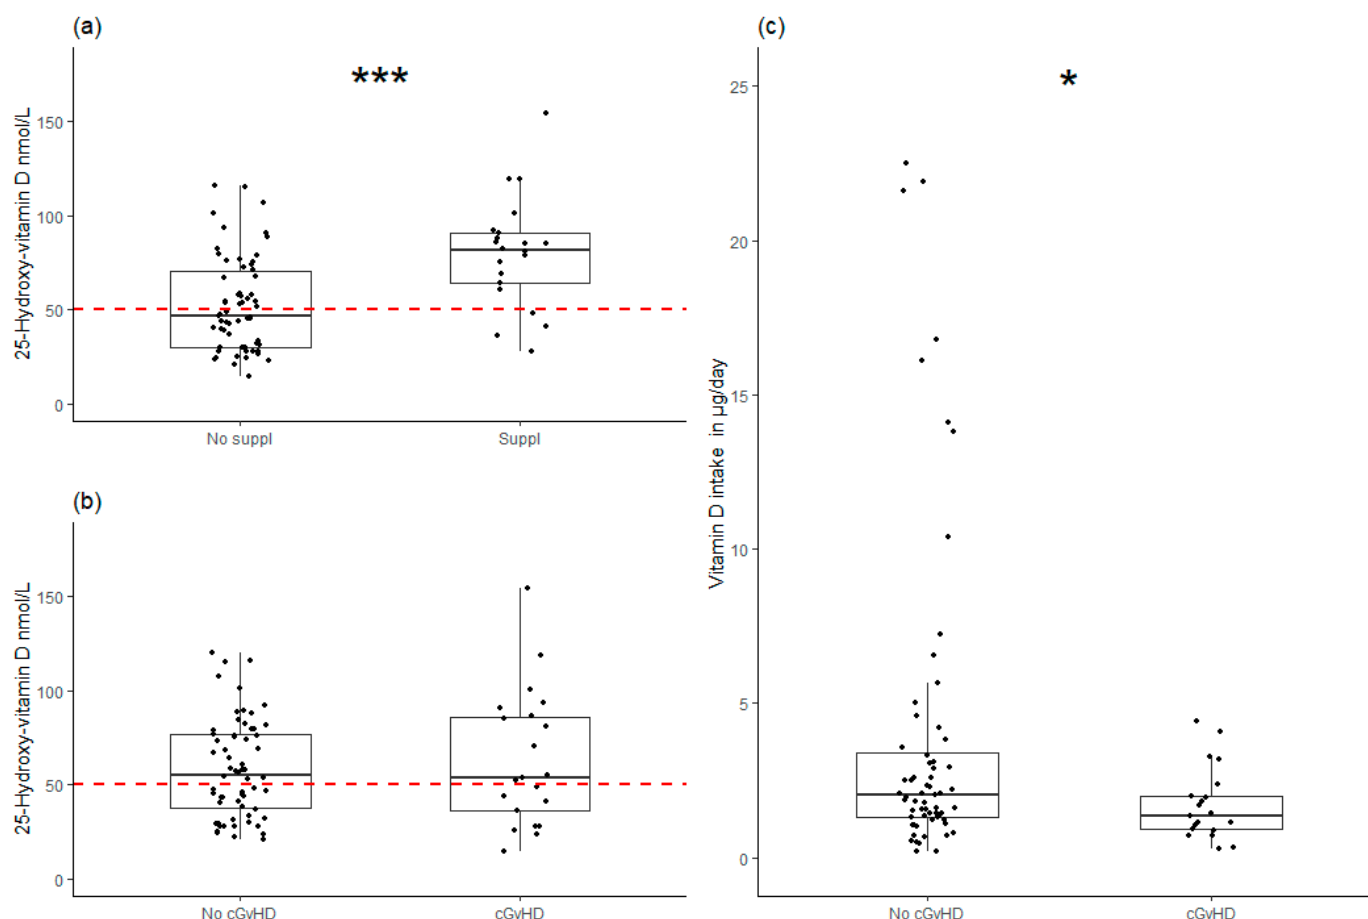 (a)
***
25-Hydroxy-vitamin D nmol/L
150
100
50
0
No suppl
Suppl
(b)
25-Hydroxy-vitamin D nmol/L
150
100
50
0
No cGvHD
cGvHD
(c)
*
Vitamin D intake in µg/day
25
20
15
10
5
0
No cGvHD
cGvHD